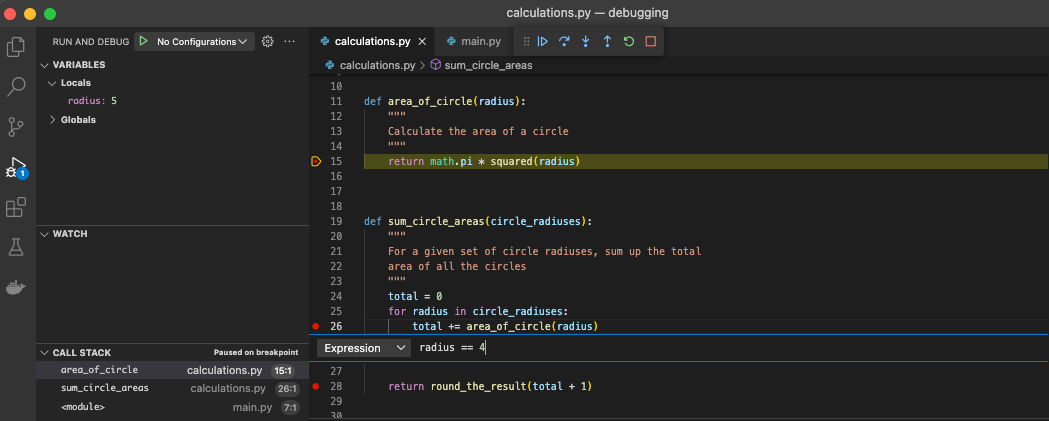 calculations.py — debugging
RUN AND DEBUG No Configurations
VARIABLES
Locals
radius: 5
Globals
WATCH
CALL STACK Paused on breakpoint
area_of_circle calculations.py 15:1
sum_circle_areas calculations.py 26:1
<module> main.py 7:1
1
calculations.py main.py
calculations.py > sum_circle_areas
10
11 def area_of_circle(radius):
12 """
13 Calculate the area of a circle
14 """
15 return math.pi * squared(radius)
16
17
18
19 def sum_circle_areas(circle_radiuses):
20 """
21 For a given set of circle radiuses, sum up the total
22 area of all the circles
23 """
24 total = 0
25 for radius in circle_radiuses:
26 total += area_of_circle(radius)
Expression radius == 4
27
28 return round_the_result(total + 1)
29
30